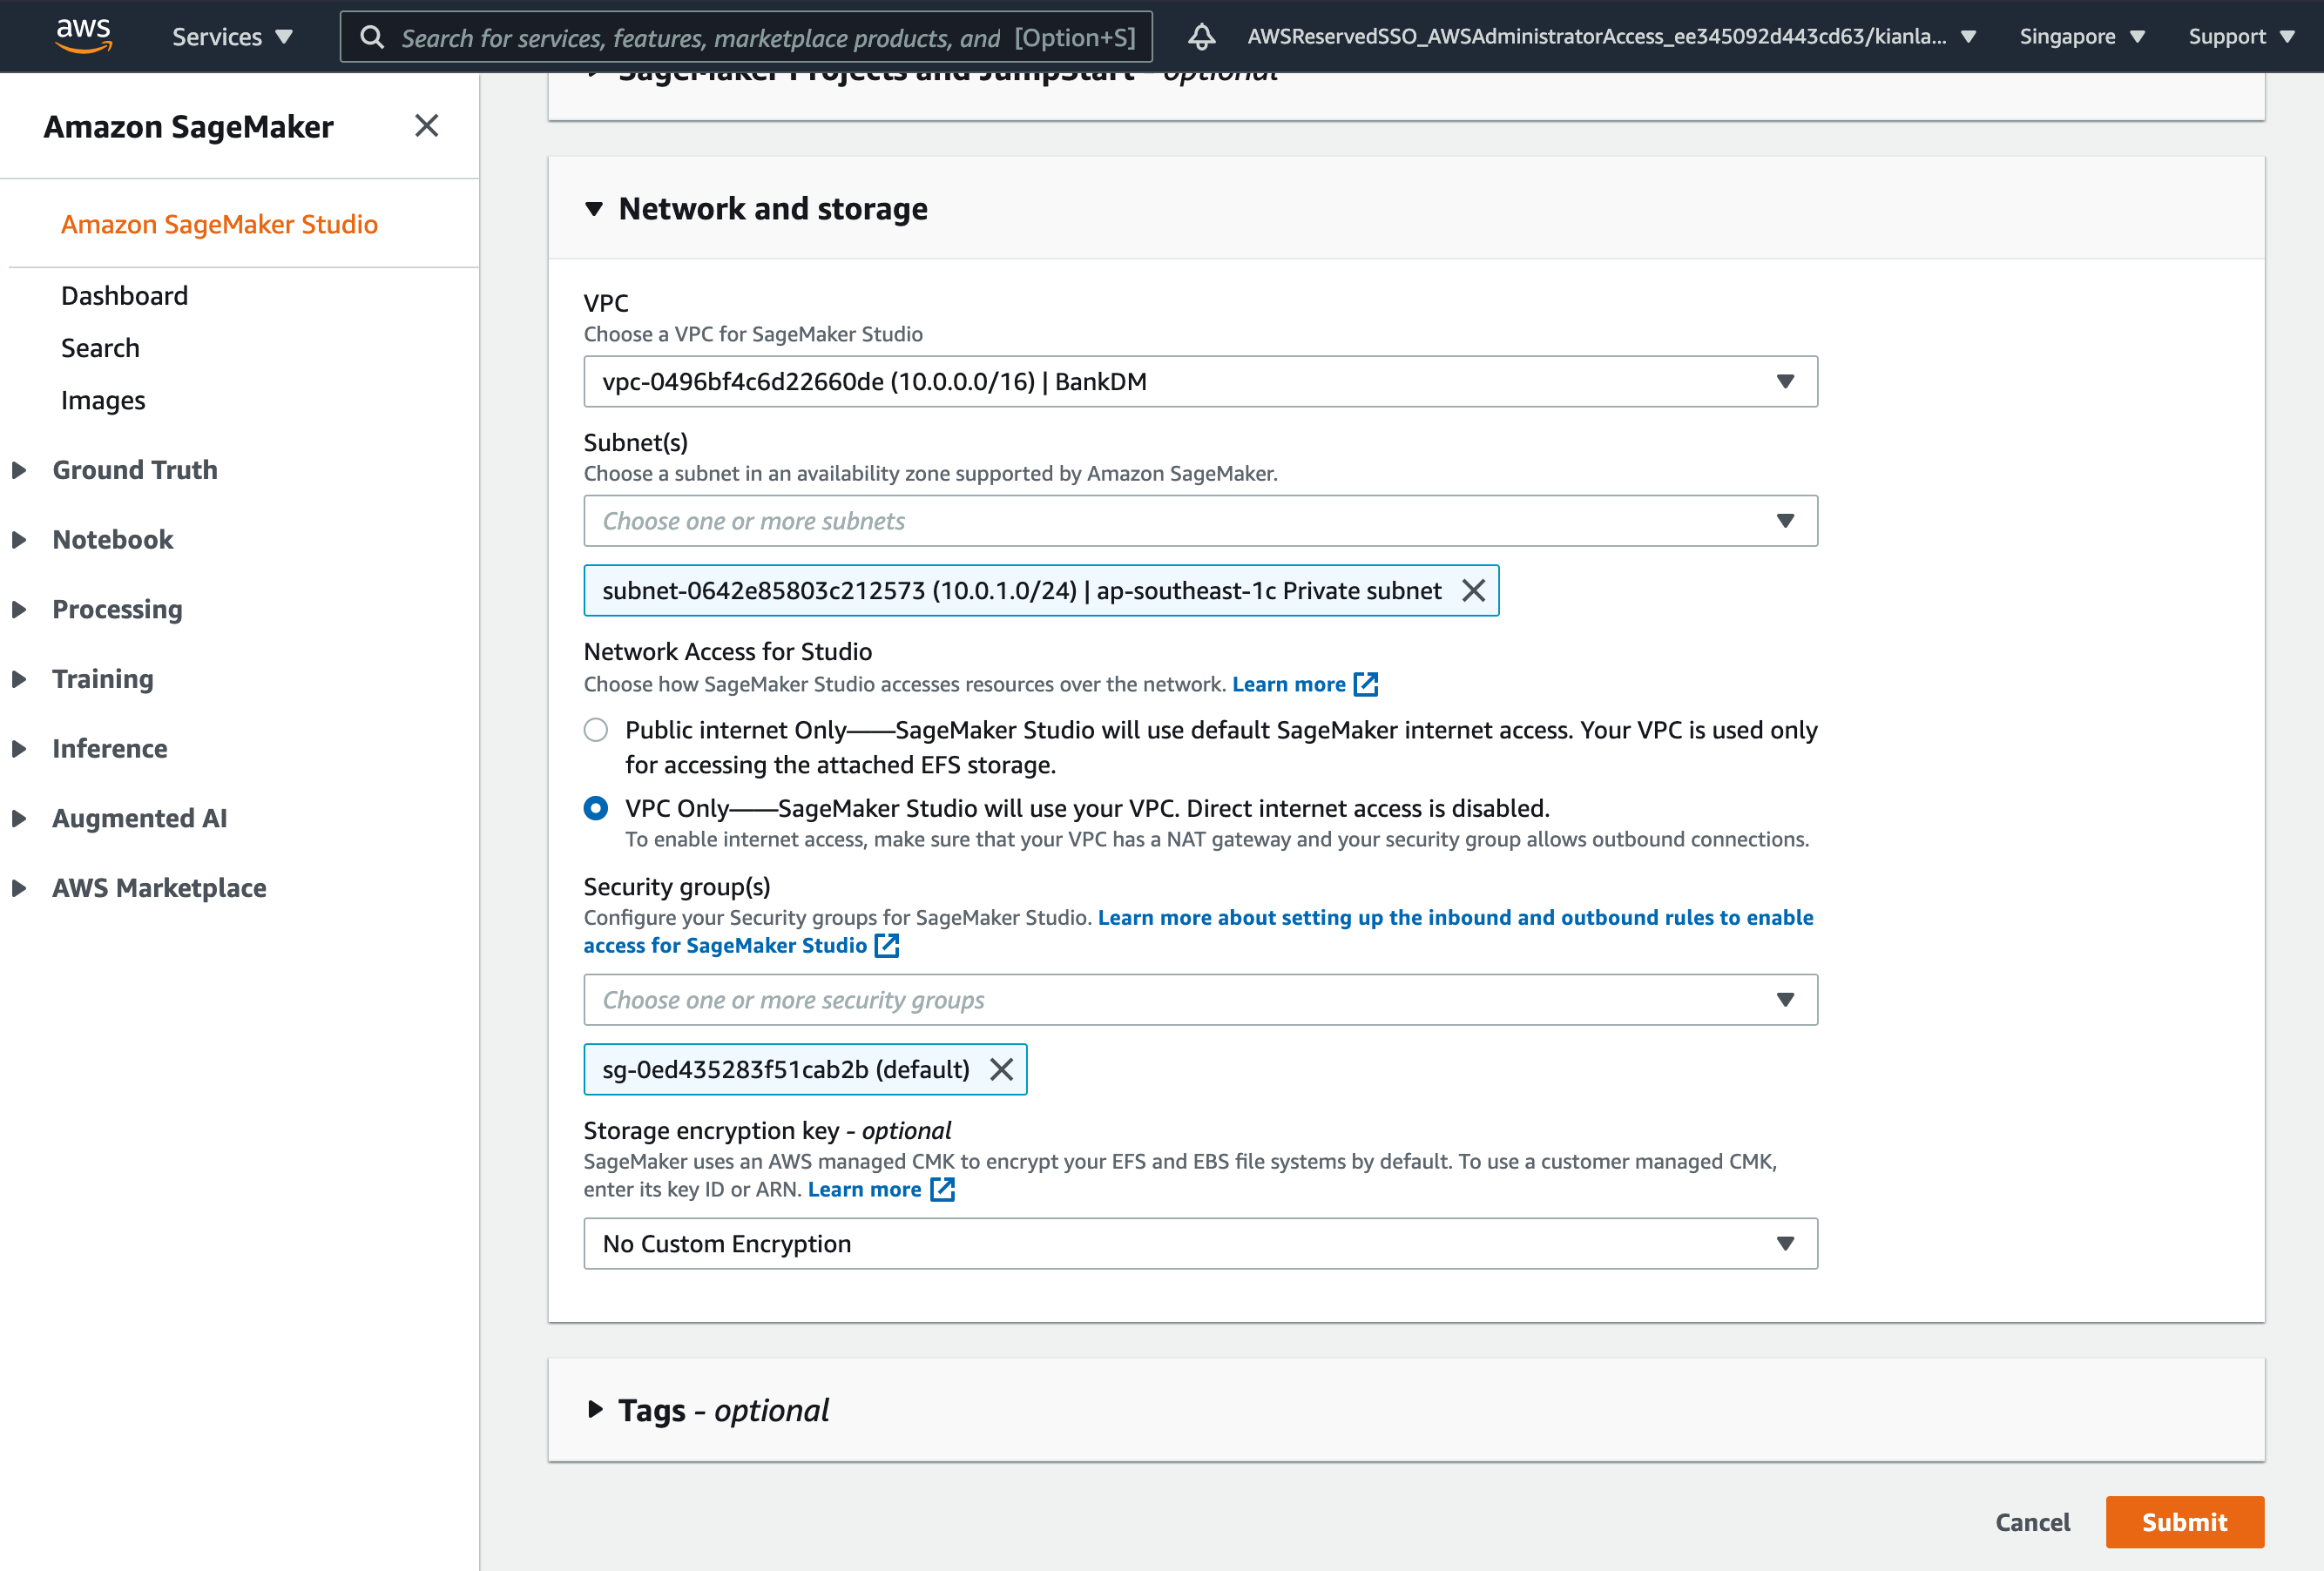 aws
Services
Search for services, features, marketplace products, and [Option+S]
AWSReservedSSO_AWSAdministratorAccess_ee345092d443cd63/kianla...
Singapore
Support
SageMaker Projects and JumpStart - optional
Amazon SageMaker
Amazon SageMaker Studio
Dashboard
Search
Images
Ground Truth
Notebook
Processing
Training
Inference
Augmented AI
AWS Marketplace
Network and storage
VPC
Choose a VPC for SageMaker Studio
vpc-0496bf4c6d22660de (10.0.0.0/16) | BankDM
Subnet(s)
Choose a subnet in an availability zone supported by Amazon SageMaker.
Choose one or more subnets
subnet-0642e85803c212573 (10.0.1.0/24) | ap-southeast-1c Private subnet
Network Access for Studio
Choose how SageMaker Studio accesses resources over the network. Learn more
Public internet Only——SageMaker Studio will use default SageMaker internet access. Your VPC is used only
for accessing the attached EFS storage.
VPC Only——SageMaker Studio will use your VPC. Direct internet access is disabled.
To enable internet access, make sure that your VPC has a NAT gateway and your security group allows outbound connections.
Security group(s)
Configure your Security groups for SageMaker Studio. Learn more about setting up the inbound and outbound rules to enable
access for SageMaker Studio
Choose one or more security groups
sg-0ed435283f51cab2b (default)
Storage encryption key - optional
SageMaker uses an AWS managed CMK to encrypt your EFS and EBS file systems by default. To use a customer managed CMK,
enter its key ID or ARN. Learn more
No Custom Encryption
Tags - optional
Cancel
Submit